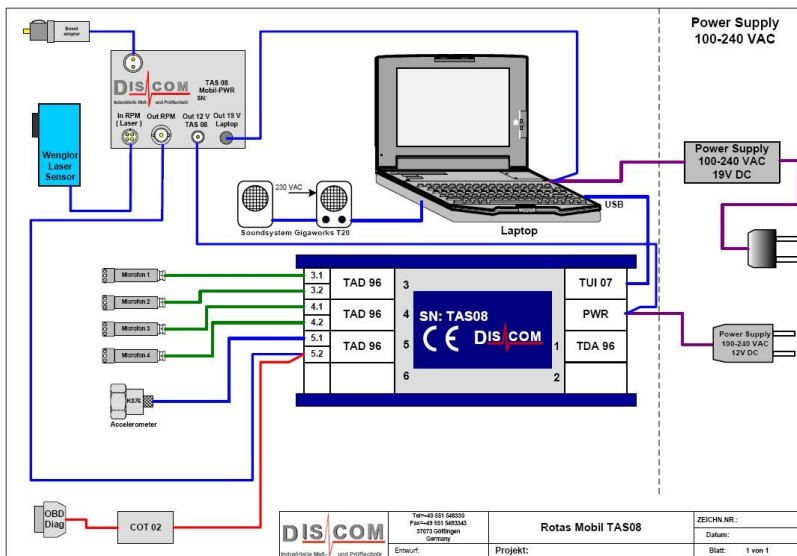 Board
adapter
DISCOM
Industrielle Meß- und Prüftechnik
TAS 08
Mobil-PWR
SN:
In RPM
( Laser )
Out RPM
Out 12 V
TAS 08
Out 19 V
Laptop
Wenglor
Laser
Sensor
230 VAC
Soundsystem Gigaworks T20
Laptop
USB
Power Supply
100-240 VAC
Power Supply
100-240 VAC
19V DC
Power Supply
100-240 VAC
12V DC
Microfon 1
Microfon 2
Microfon 3
Microfon 4
KS76
Accelerometer
3.1
3.2
4.1
4.2
5.1
5.2
TAD 96
TAD 96
TAD 96
3
4
5
6
SN: TAS08
CE DISCOM
1
2
TUI 07
PWR
TDA 96
OBD
Diag
COT 02
DISCOM
Industrielle Meß- und Prüftechnik
Tel=+49 551 548330
Fax=+49 551 5483343
37073 Göttingen
Germany
Entwurf:
Rotas Mobil TAS08
Projekt:
ZEICHN.NR.:
Datum:
Blatt: 1 von 1